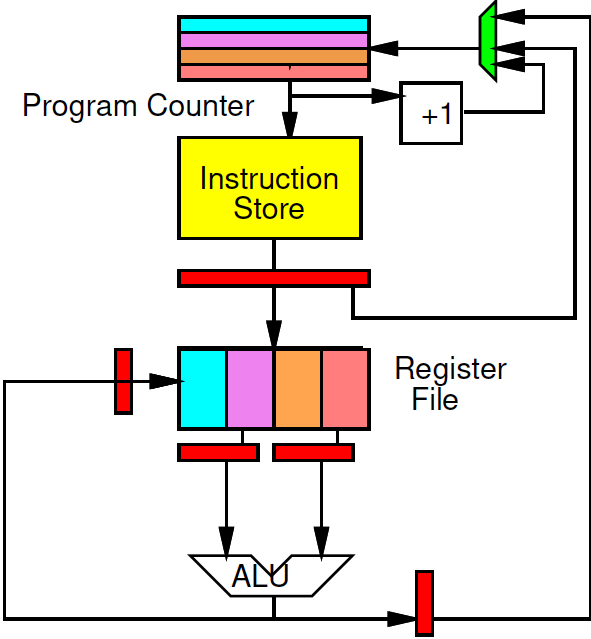 Program Counter
+1
Instruction
Store
Register
File
ALU